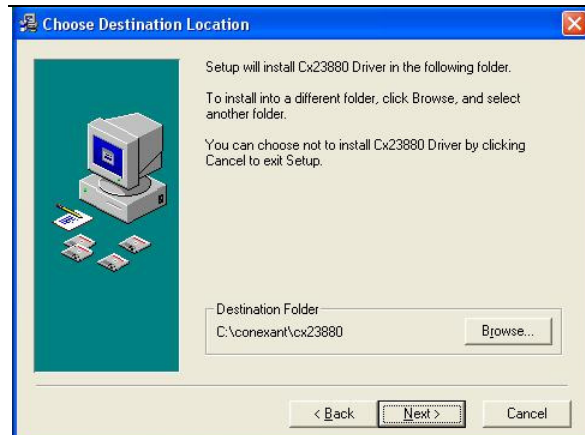 Choose Destination Location
Setup will install Cx23880 Driver in the following folder.
To install into a different folder, click Browse, and select
another folder.
You can choose not to install Cx23880 Driver by clicking
Cancel to exit Setup.
Destination Folder
C:\conexant\cx23880
Browse...
< Back
Next >
Cancel